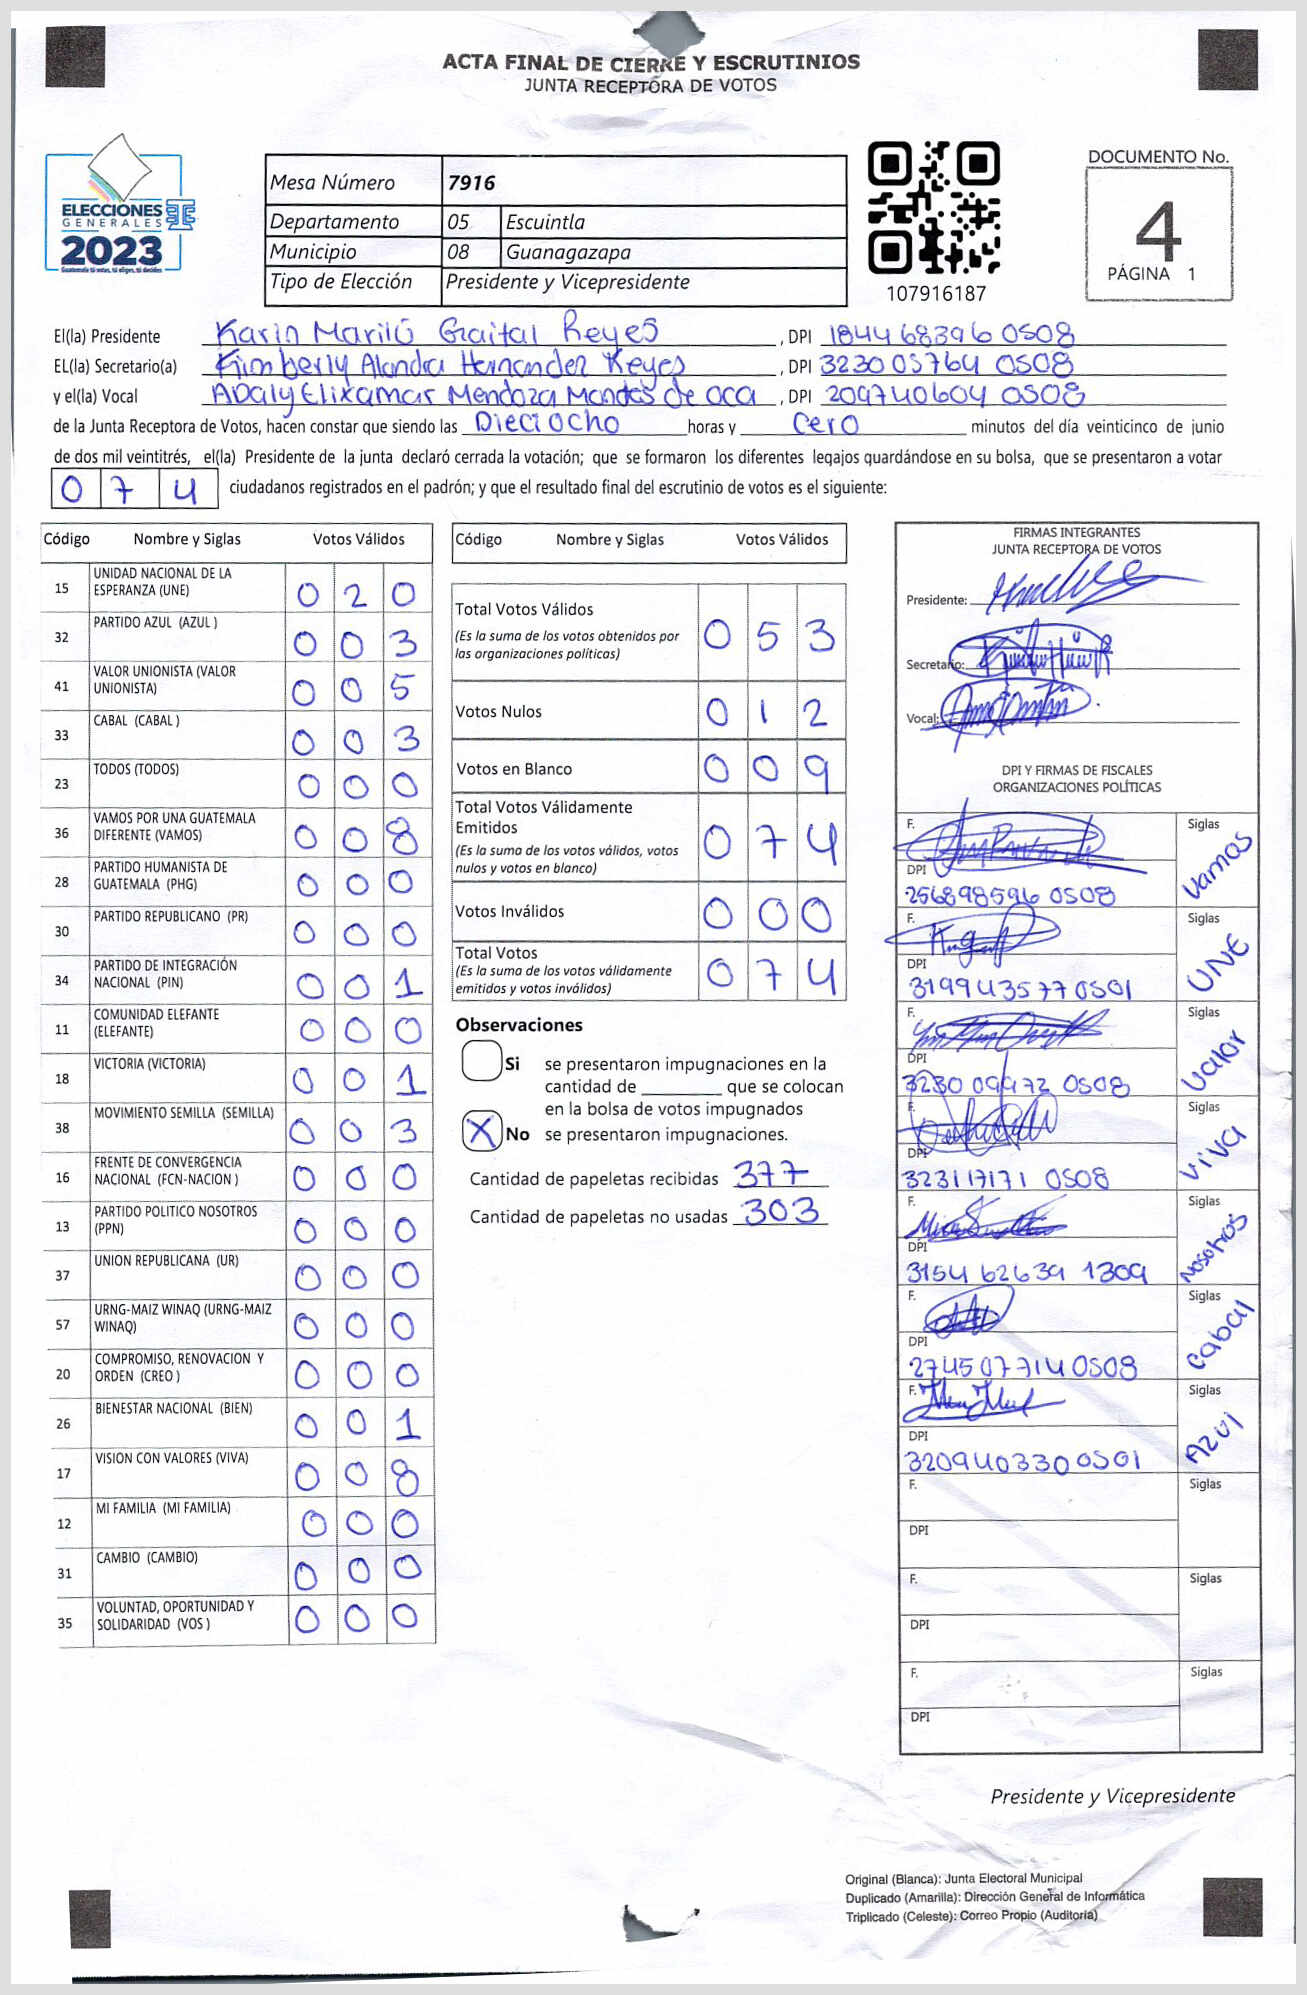 ACTA FINAL DE CIERRE Y ESCRUTINIOS
JUNTA RECEPTORA DE VOTOS
ELECCIONES
GENERALES
2023
Guatemala tú votas, tú eliges, tú decides
Mesa Número 7916
Departamento 05 Escuintla
Municipio 08 Guanagazapa
Tipo de Elección Presidente y Vicepresidente
107916187
DOCUMENTO No.
4
PÁGINA 1
El(la) Presidente Karin Marilú Graital Reyes, DPI 184468396 0508
EL(la) Secretario(a) Kimberly Alandra Hernandez Reyes, DPI 323005764 0508
y el(la) Vocal Adaly Elixamar Mendoza Montes de oca, DPI 209740604 0508
de la Junta Receptora de Votos, hacen constar que siendo las Dieciocho horas y Cero minutos del día veinticinco de junio
de dos mil veintitrés, el(la) Presidente de la junta declaró cerrada la votación; que se formaron los diferentes legajos guardándose en su bolsa, que se presentaron a votar
0 7 4 ciudadanos registrados en el padrón; y que el resultado final del escrutinio de votos es el siguiente:
Código Nombre y Siglas Votos Válidos
15 UNIDAD NACIONAL DE LA ESPERANZA (UNE) 0 2 0
32 PARTIDO AZUL (AZUL ) 0 0 3
41 VALOR UNIONISTA (VALOR UNIONISTA) 0 0 5
33 CABAL (CABAL ) 0 0 3
23 TODOS (TODOS) 0 0 0
36 VAMOS POR UNA GUATEMALA DIFERENTE (VAMOS) 0 0 8
28 PARTIDO HUMANISTA DE GUATEMALA (PHG) 0 0 0
30 PARTIDO REPUBLICANO (PR) 0 0 0
34 PARTIDO DE INTEGRACIÓN NACIONAL (PIN) 0 0 1
11 COMUNIDAD ELEFANTE (ELEFANTE) 0 0 0
18 VICTORIA (VICTORIA) 0 0 1
38 MOVIMIENTO SEMILLA (SEMILLA) 0 0 3
16 FRENTE DE CONVERGENCIA NACIONAL (FCN-NACION ) 0 0 0
13 PARTIDO POLITICO NOSOTROS (PPN) 0 0 0
37 UNION REPUBLICANA (UR) 0 0 0
57 URNG-MAIZ WINAQ (URNG-MAIZ WINAQ) 0 0 0
20 COMPROMISO, RENOVACION Y ORDEN (CREO ) 0 0 0
26 BIENESTAR NACIONAL (BIEN) 0 0 1
17 VISION CON VALORES (VIVA) 0 0 8
12 MI FAMILIA (MI FAMILIA) 0 0 0
31 CAMBIO (CAMBIO) 0 0 0
35 VOLUNTAD, OPORTUNIDAD Y SOLIDARIDAD (VOS ) 0 0 0
Código Nombre y Siglas Votos Válidos
Total Votos Válidos 0 5 3
(Es la suma de los votos obtenidos por
las organizaciones políticas)
Votos Nulos 0 1 2
Votos en Blanco 0 0 9
Total Votos Válidamente
Emitidos 0 7 4
(Es la suma de los votos válidos, votos
nulos y votos en blanco)
Votos Inválidos 0 0 0
Total Votos 0 7 4
(Es la suma de los votos válidamente
emitidos y votos inválidos)
Observaciones
Si se presentaron impugnaciones en la
cantidad de ________ que se colocan
en la bolsa de votos impugnados
X No se presentaron impugnaciones.
Cantidad de papeletas recibidas 377
Cantidad de papeletas no usadas 303
FIRMAS INTEGRANTES
JUNTA RECEPTORA DE VOTOS
Presidente:
Secretario:
Vocal:
DPI Y FIRMAS DE FISCALES
ORGANIZACIONES POLÍTICAS
F. Siglas Vamos
DPI
256898596 0508
F. Siglas UNE
DPI
319943577 0501
F. Siglas Valor
DPI
3230 09972 0508
F. Siglas Viva
DPI
323117171 0508
F. Siglas Nosotros
DPI
3154 62639 1309
F. Siglas Cabal
DPI
274507714 0508
F. Siglas Azul
DPI
320940330 0501
F. Siglas
DPI
F. Siglas
DPI
F. Siglas
DPI
Presidente y Vicepresidente
Original (Blanca): Junta Electoral Municipal
Duplicado (Amarilla): Dirección General de Informática
Triplicado (Celeste): Correo Propio (Auditoría)